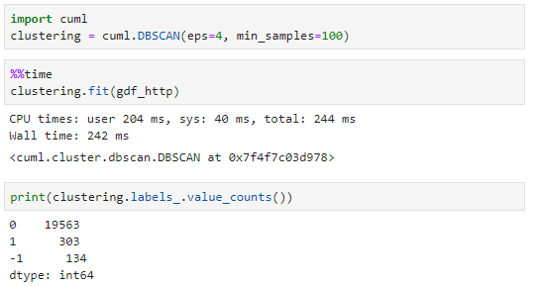 import cuml
clustering = cuml.DBSCAN(eps=4, min_samples=100)
%%time
clustering.fit(gdf_http)
CPU times: user 204 ms, sys: 40 ms, total: 244 ms
Wall time: 242 ms
<cuml.cluster.dbscan.DBSCAN at 0x7f4f7c03d978>
print(clustering.labels_.value_counts())
0    19563
1      303
-1      134
dtype: int64